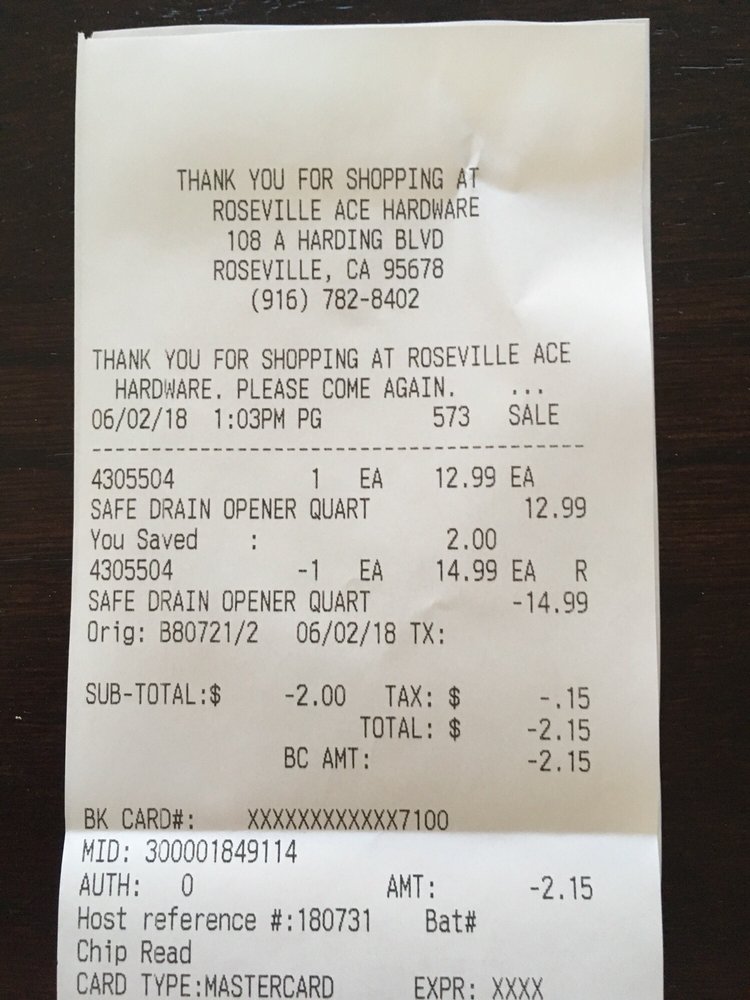 THANK YOU FOR SHOPPING AT
ROSEVILLE ACE HARDWARE
108 A HARDING BLVD
ROSEVILLE, CA 95678
(916) 782-8402
THANK YOU FOR SHOPPING AT ROSEVILLE ACE
HARDWARE. PLEASE COME AGAIN. ...
06/02/18 1:03PM PG 573 SALE
4305504 1 EA 12.99 EA
SAFE DRAIN OPENER QUART 12.99
You Saved : 2.00
4305504 -1 EA 14.99 EA R
SAFE DRAIN OPENER QUART -14.99
Orig: B80721/2 06/02/18 TX:
SUB-TOTAL:$ -2.00 TAX: $ -.15
TOTAL: $ -2.15
BC AMT: -2.15
BK CARD#: XXXXXXXXXXXX7100
MID: 300001849114
AUTH: 0 AMT: -2.15
Host reference #:180731 Bat#
Chip Read
CARD TYPE:MASTERCARD EXPR: XXXX